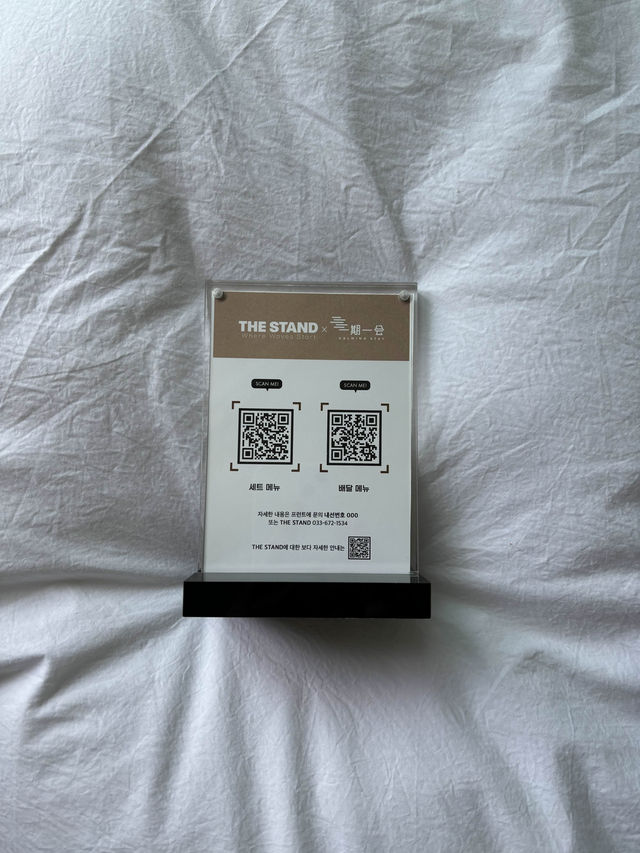 THE STAND × 一期一会
Where Waves Start
CALMING STAY
SCAN ME! SCAN ME!
세트 메뉴 배달 메뉴
자세한 내용은 프런트에 문의 내선번호 000
또는 THE STAND 033-672-1534
THE STAND에 대한 보다 자세한 안내는